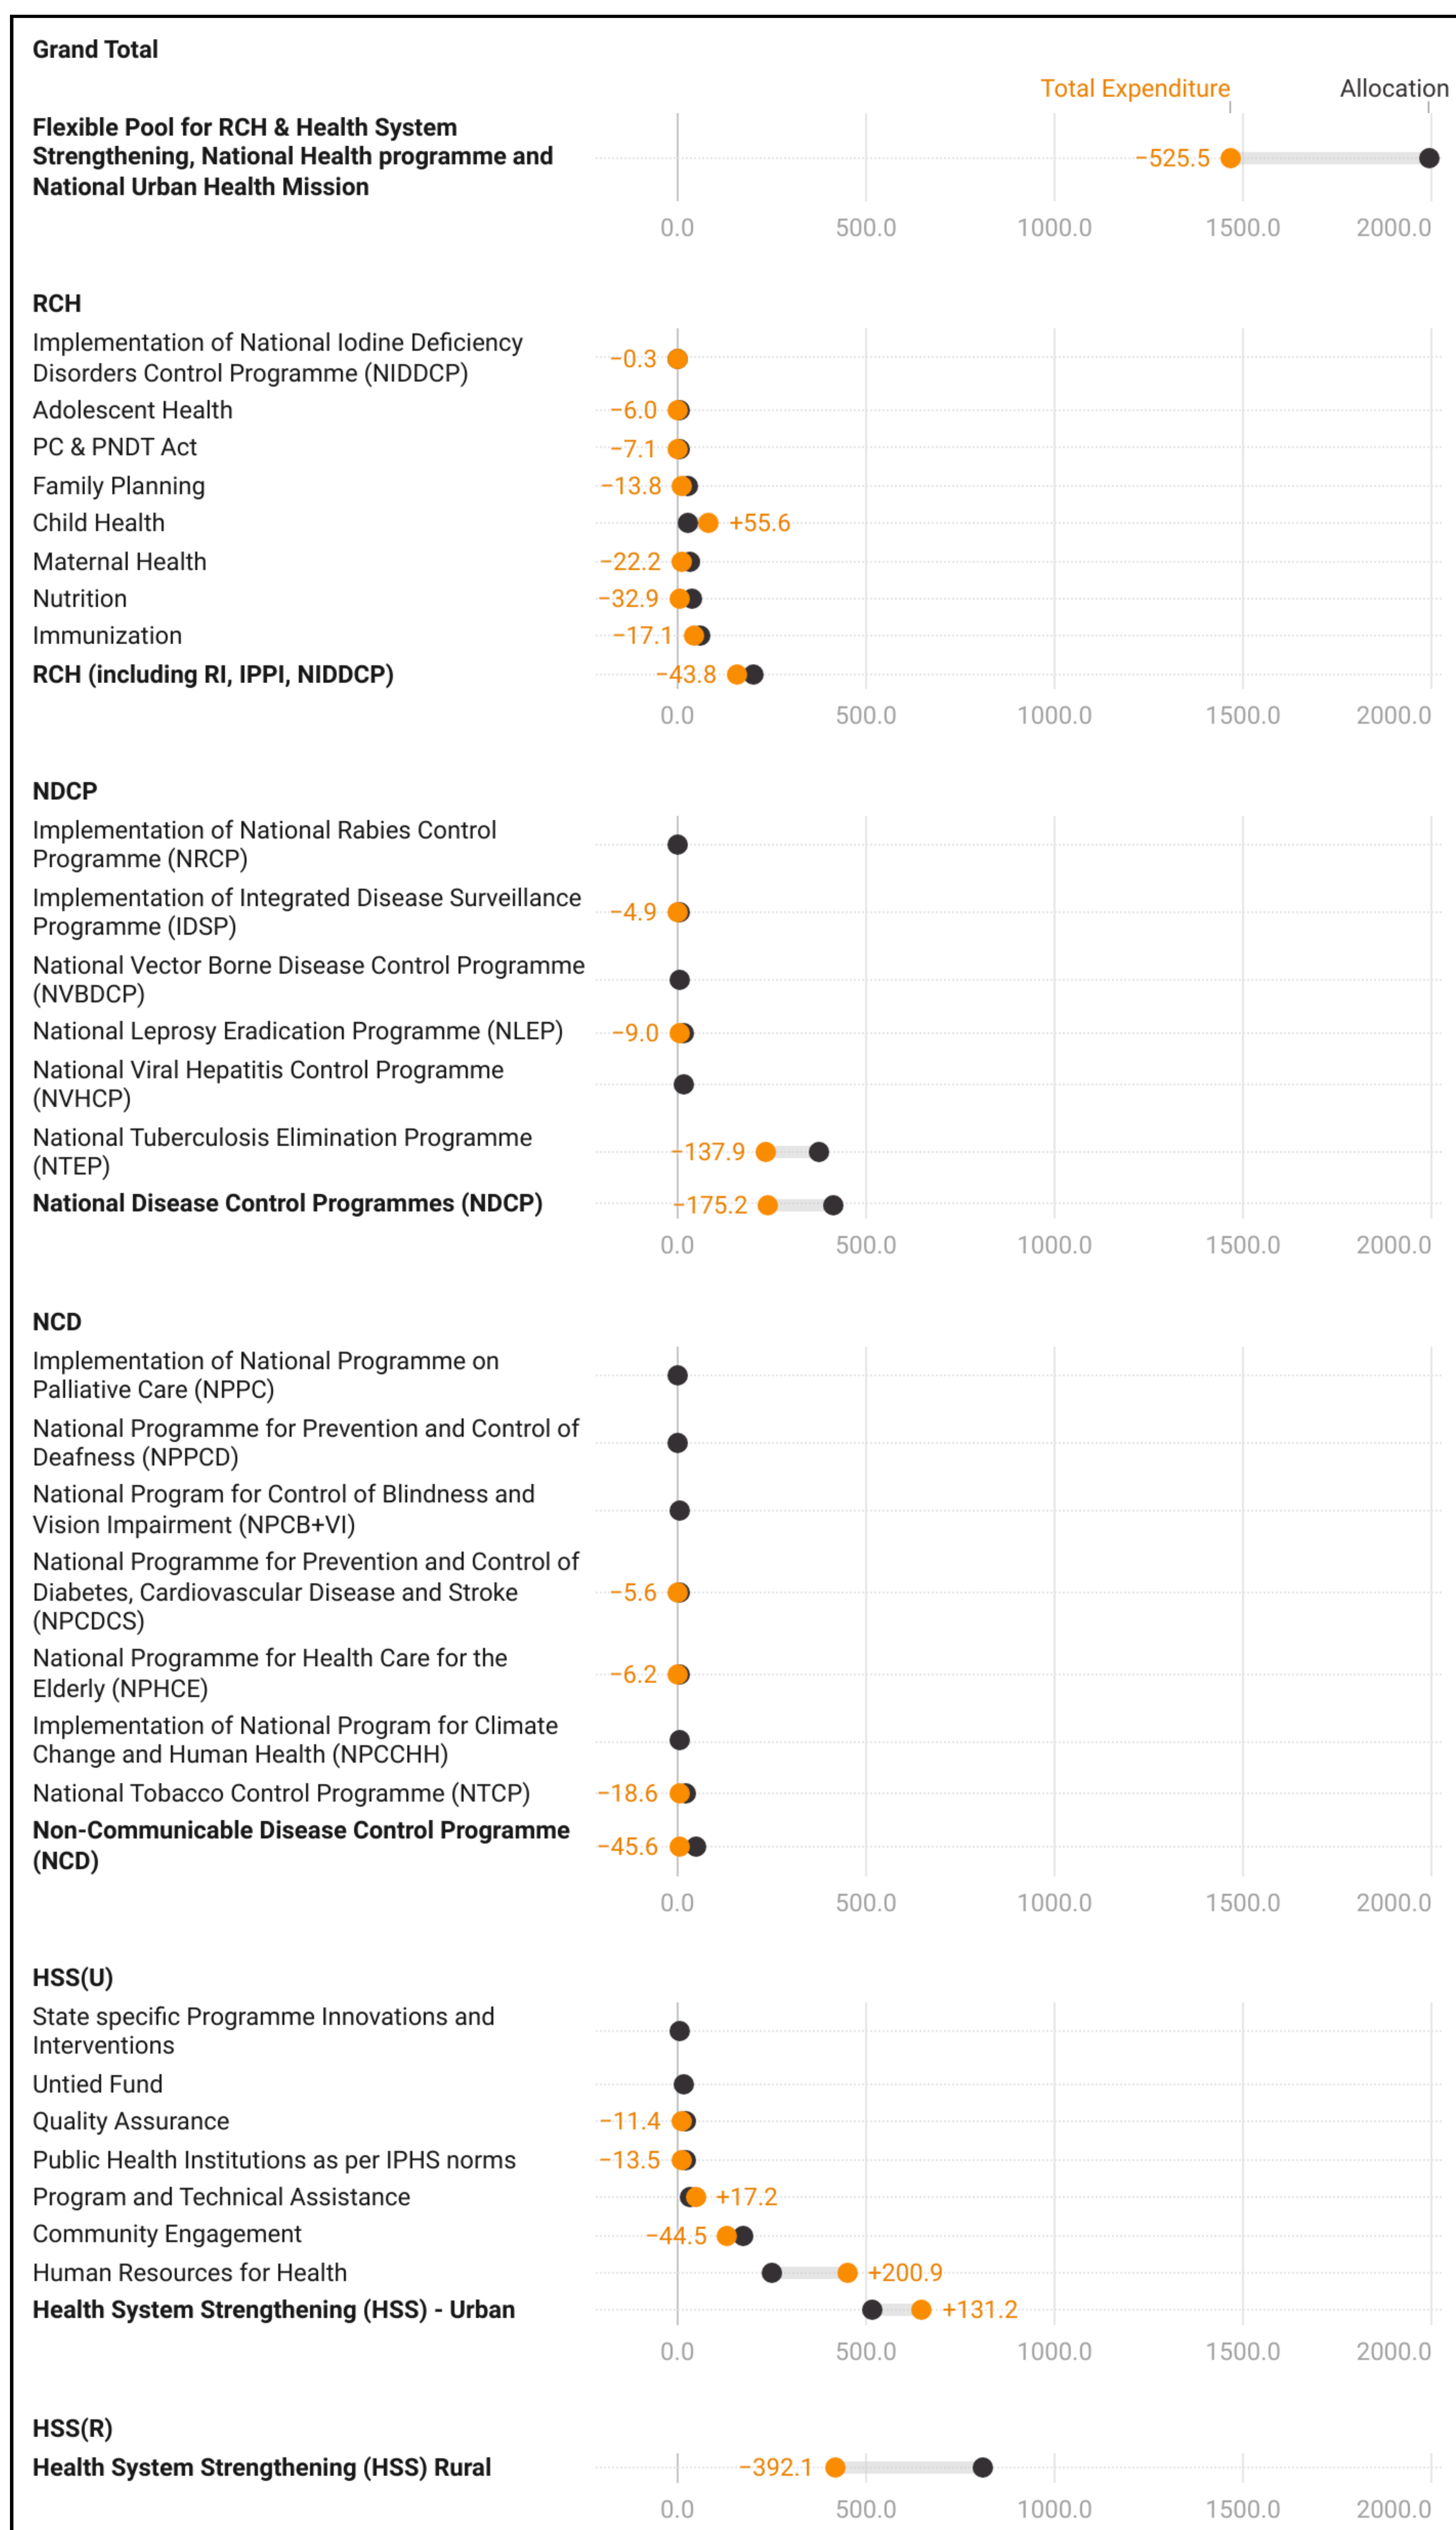 Grand Total
Total Expenditure Allocation
Flexible Pool for RCH & Health System
Strengthening, National Health programme and
National Urban Health Mission
−525.5
0.0 500.0 1000.0 1500.0 2000.0
RCH
Implementation of National Iodine Deficiency
Disorders Control Programme (NIDDCP)
−0.3
Adolescent Health −6.0
PC & PNDT Act −7.1
Family Planning −13.8
Child Health +55.6
Maternal Health −22.2
Nutrition −32.9
Immunization −17.1
RCH (including RI, IPPI, NIDDCP) −43.8
0.0 500.0 1000.0 1500.0 2000.0
NDCP
Implementation of National Rabies Control
Programme (NRCP)
Implementation of Integrated Disease Surveillance
Programme (IDSP)
−4.9
National Vector Borne Disease Control Programme
(NVBDCP)
National Leprosy Eradication Programme (NLEP) −9.0
National Viral Hepatitis Control Programme
(NVHCP)
National Tuberculosis Elimination Programme
(NTEP)
−137.9
National Disease Control Programmes (NDCP) −175.2
0.0 500.0 1000.0 1500.0 2000.0
NCD
Implementation of National Programme on
Palliative Care (NPPC)
National Programme for Prevention and Control of
Deafness (NPPCD)
National Program for Control of Blindness and
Vision Impairment (NPCB+VI)
National Programme for Prevention and Control of
Diabetes, Cardiovascular Disease and Stroke
(NPCDCS)
−5.6
National Programme for Health Care for the
Elderly (NPHCE)
−6.2
Implementation of National Program for Climate
Change and Human Health (NPCCHH)
National Tobacco Control Programme (NTCP) −18.6
Non-Communicable Disease Control Programme
(NCD)
−45.6
0.0 500.0 1000.0 1500.0 2000.0
HSS(U)
State specific Programme Innovations and
Interventions
Untied Fund
Quality Assurance −11.4
Public Health Institutions as per IPHS norms −13.5
Program and Technical Assistance +17.2
Community Engagement −44.5
Human Resources for Health +200.9
Health System Strengthening (HSS) - Urban +131.2
0.0 500.0 1000.0 1500.0 2000.0
HSS(R)
Health System Strengthening (HSS) Rural −392.1
0.0 500.0 1000.0 1500.0 2000.0